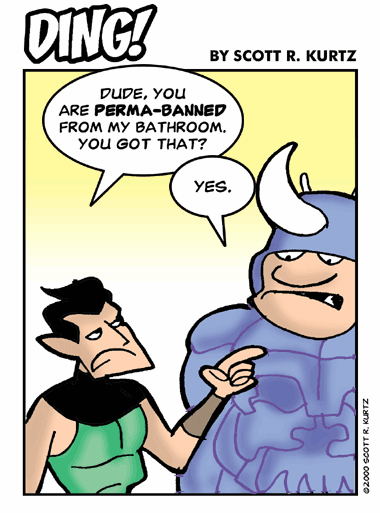 DING!
BY SCOTT R. KURTZ
DUDE, YOU
ARE PERMA-BANNED
FROM MY BATHROOM.
YOU GOT THAT?
YES.
©2000 SCOTT R. KURTZ